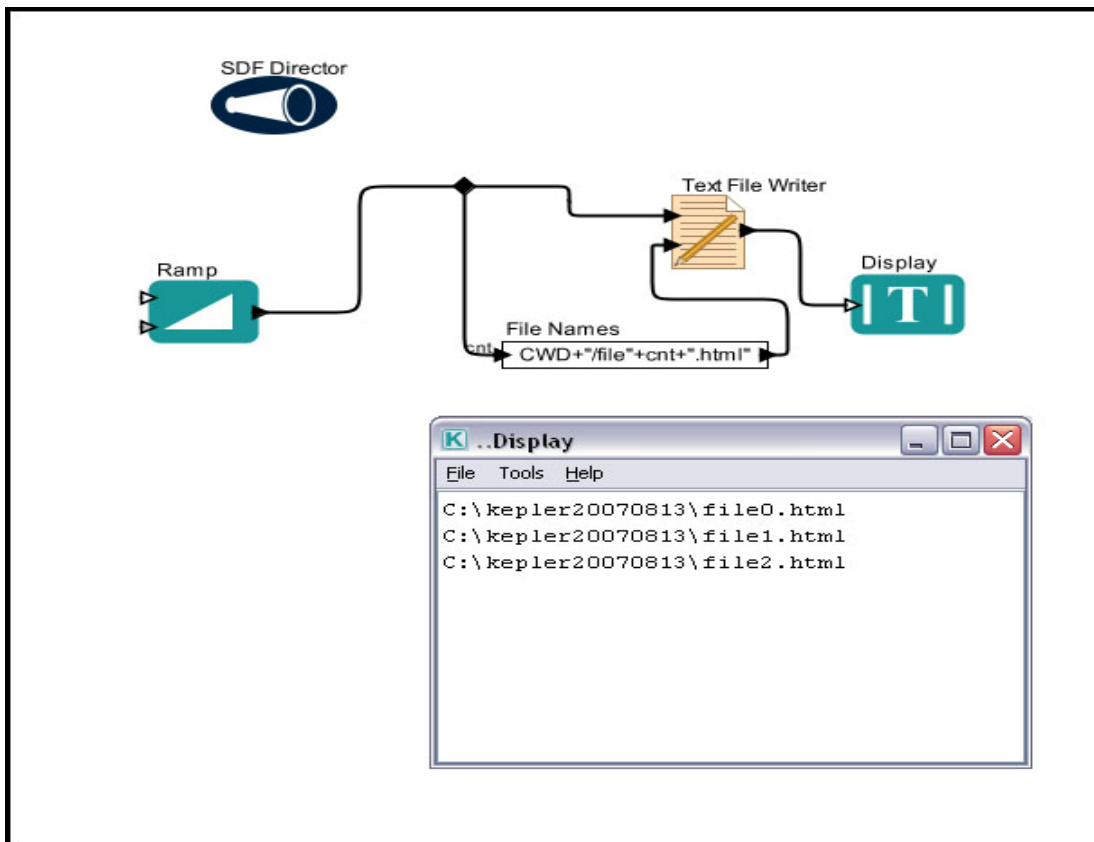 SDF Director
Text File Writer
Ramp
Display
File Names
cnt
CWD+"/file"+cnt+".html"
T
K ..Display
File Tools Help
C:\kepler20070813\file0.html
C:\kepler20070813\file1.html
C:\kepler20070813\file2.html